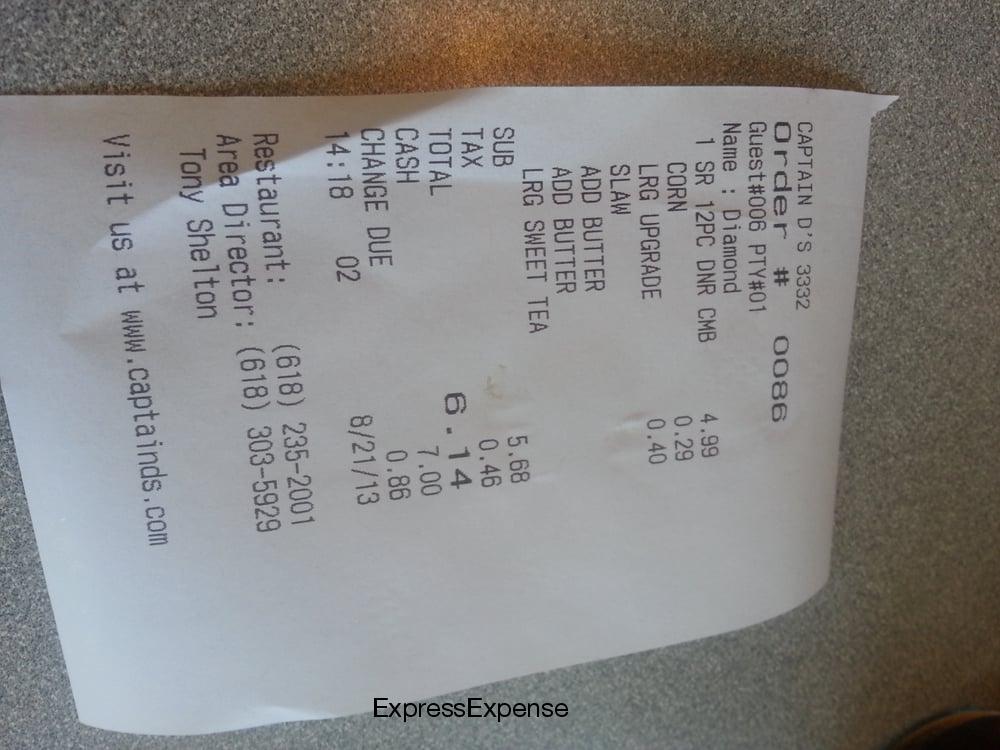 CAPTAIN D'S 3332
Order # 0086
Guest#006 PTY#01
Name : Diamond
1 SR 12PC DNR CMB 4.99
CORN 0.29
LRG UPGRADE 0.40
SLAW
ADD BUTTER
ADD BUTTER
LRG SWEET TEA
SUB 5.68
TAX 0.46
TOTAL 6.14
CASH 7.00
CHANGE DUE 0.86
14:18 02 8/21/13
Restaurant: (618) 235-2001
Area Director: (618) 303-5929
Tony Shelton
Visit us at www.captainds.com
ExpressExpense